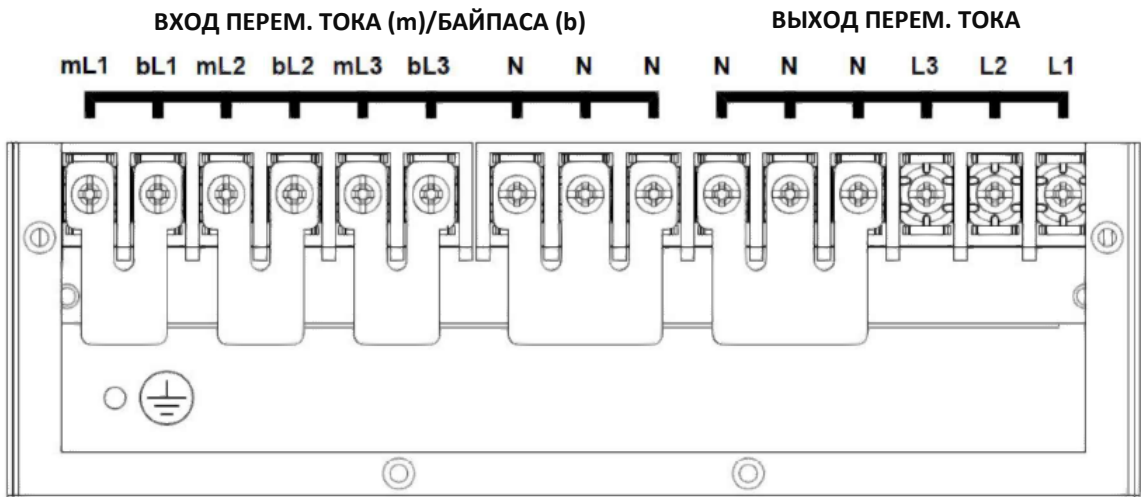 ВХОД ПЕРЕМ. ТОКА (m)/БАЙПАСА (b)
ВЫХОД ПЕРЕМ. ТОКА
mL1 bL1 mL2 bL2 mL3 bL3 N N N N N N L3 L2 L1